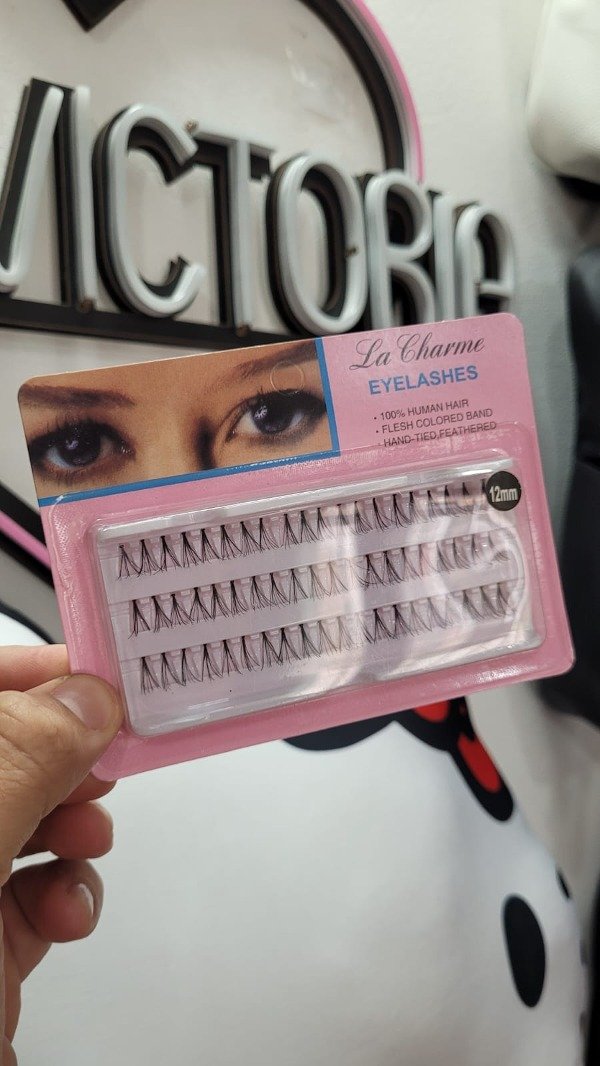 VICTORIA
La Charme
EYELASHES
• 100% HUMAN HAIR
• FLESH COLORED BAND
• HAND-TIED,FEATHERED
12mm